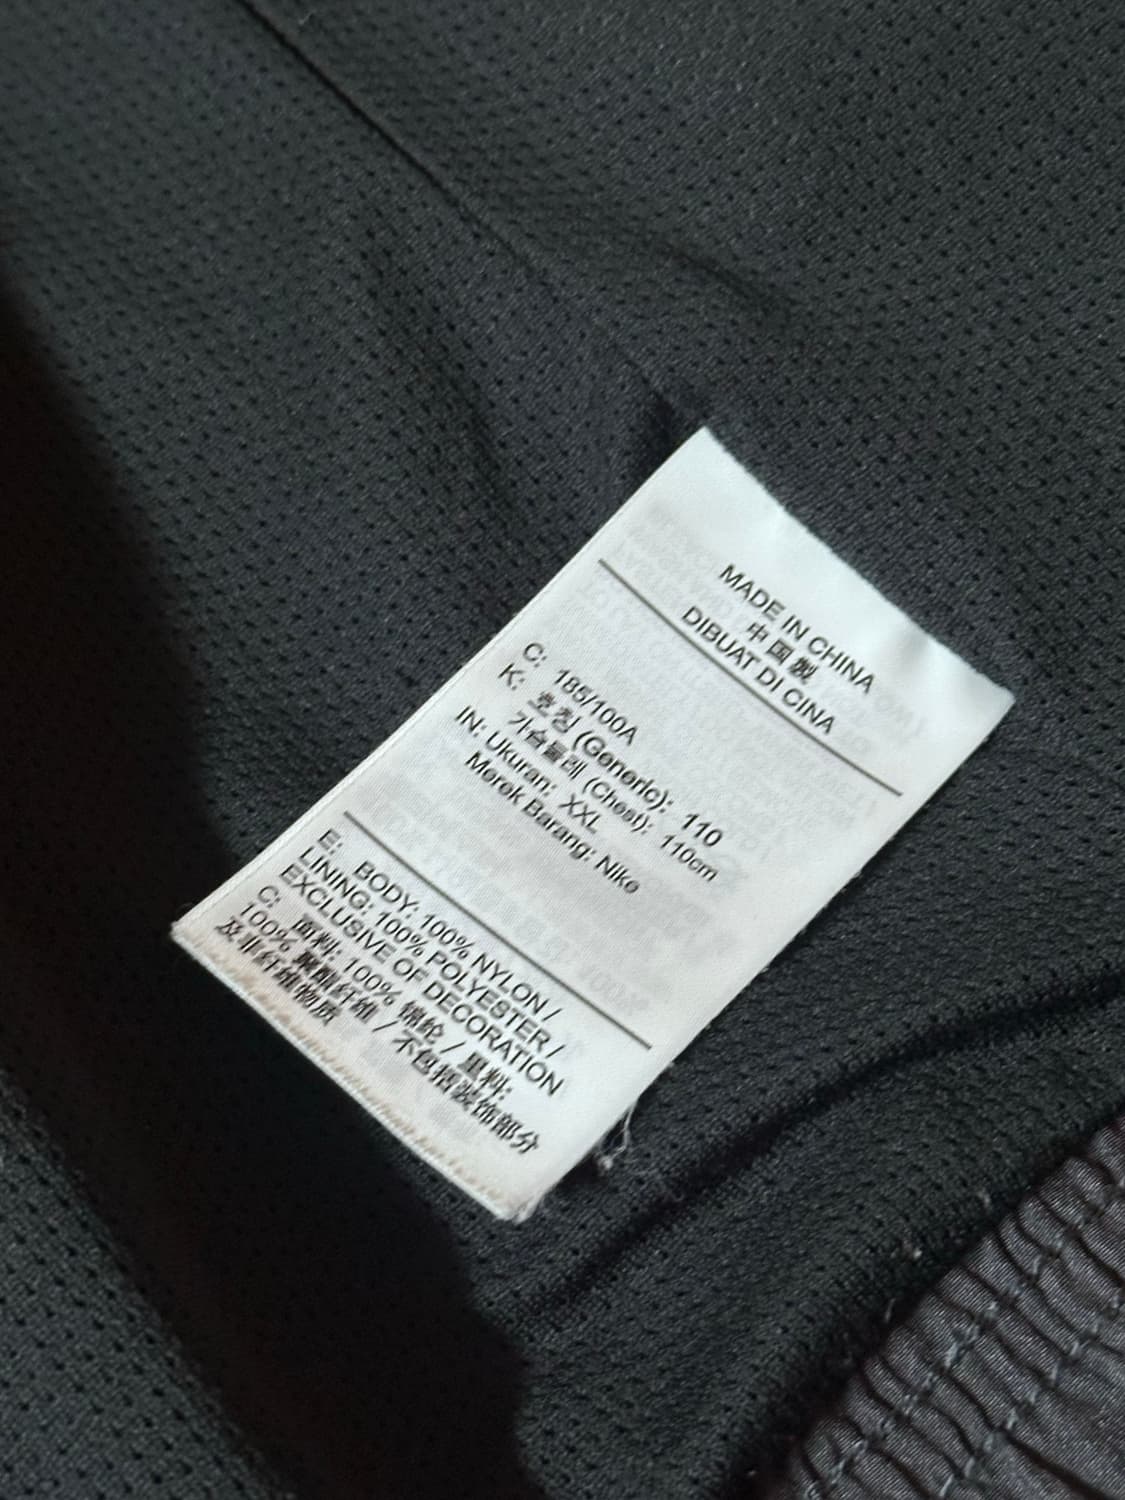 MADE IN CHINA
中国製
DIBUAT DI CINA
C: 185/100A
K: 호칭 (Generic): 110
가슴둘레 (Chest): 110cm
IN: Ukuran: XXL
Merek Barang: Nike
E: BODY: 100% NYLON /
LINING: 100% POLYESTER /
EXCLUSIVE OF DECORATION
C: 面料: 100% 锦纶 / 里料:
100% 聚酯纤维 / 不包括装饰部分
及非纤维物质